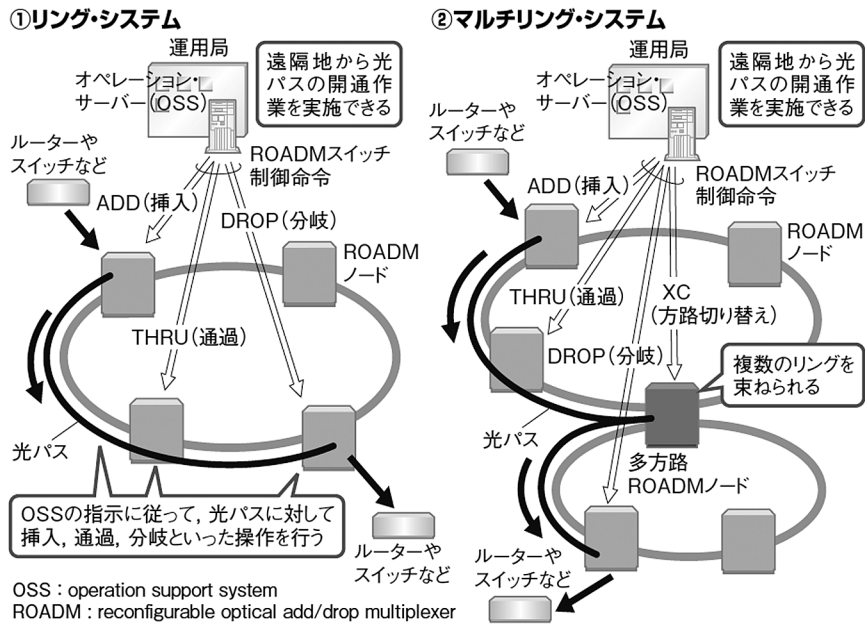 ①リング・システム
運用局
オペレーション・
サーバー（OSS）
遠隔地から光
パスの開通作
業を実施できる
ルーターや
スイッチなど
ROADMスイッチ
制御命令
ADD（挿入）
DROP（分岐）
ROADM
ノード
THRU（通過）
光パス
OSSの指示に従って，光パスに対して
挿入，通過，分岐といった操作を行う
ルーターや
スイッチなど
②マルチリング・システム
運用局
オペレーション・
サーバー（OSS）
遠隔地から光
パスの開通作
業を実施できる
ルーターや
スイッチなど
ROADMスイッチ
制御命令
ADD（挿入）
ROADM
ノード
THRU（通過）
XC
（方路切り替え）
DROP（分岐）
複数のリングを
束ねられる
光パス
多方路
ROADMノード
ルーターや
スイッチなど
OSS：operation support system
ROADM：reconfigurable optical add/drop multiplexer